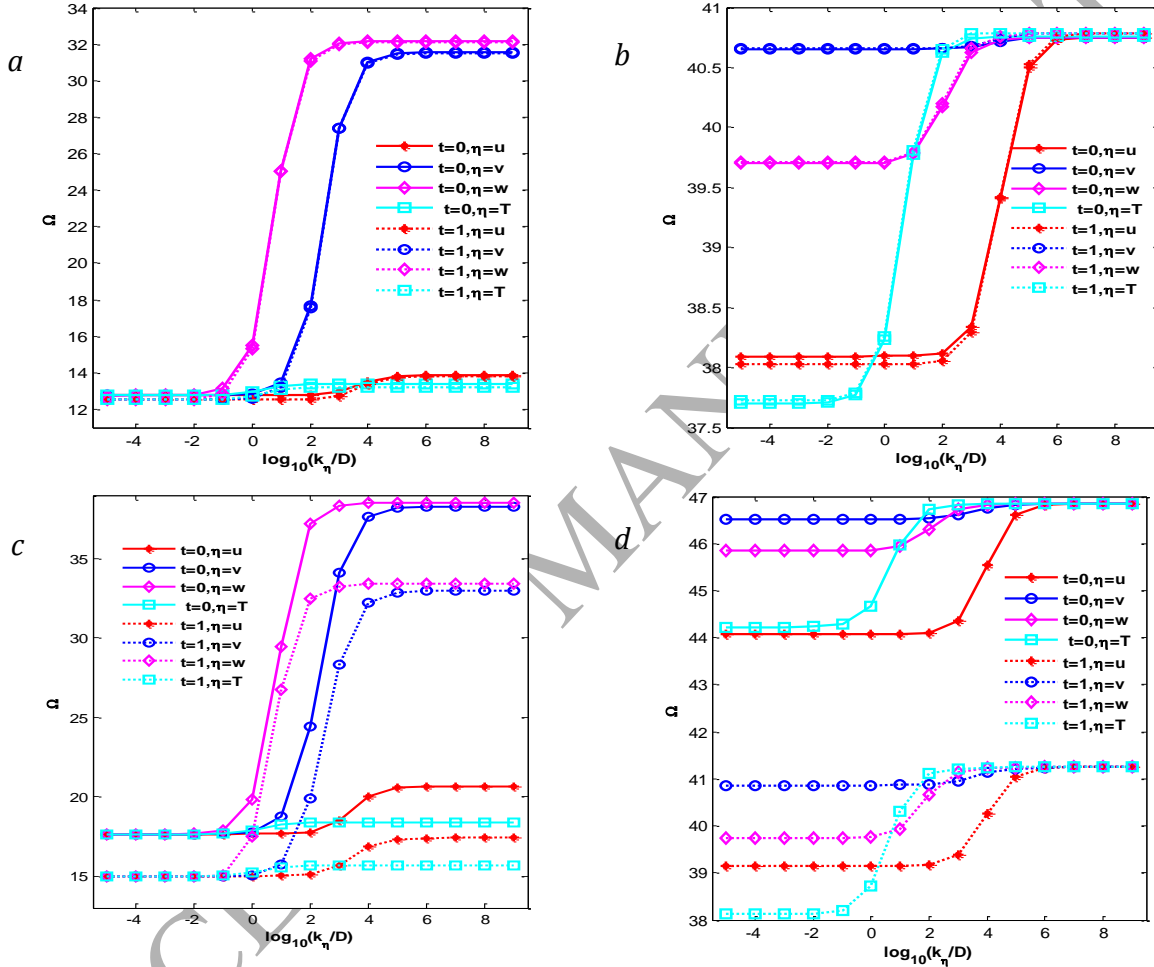 a
34
32
30
28
26
24
22
20
18
16
14
12
Ω
t=0,η=u
t=0,η=v
t=0,η=w
t=0,η=T
t=1,η=u
t=1,η=v
t=1,η=w
t=1,η=T
-4 -2 0 2 4 6 8
log10(kη/D)
b
41
40.5
40
39.5
39
38.5
38
37.5
Ω
t=0,η=u
t=0,η=v
t=0,η=w
t=0,η=T
t=1,η=u
t=1,η=v
t=1,η=w
t=1,η=T
-4 -2 0 2 4 6 8
log10(kη/D)
c
35
30
25
20
15
Ω
t=0,η=u
t=0,η=v
t=0,η=w
t=0,η=T
t=1,η=u
t=1,η=v
t=1,η=w
t=1,η=T
-4 -2 0 2 4 6 8
log10(kη/D)
d
47
46
45
44
43
42
41
40
39
38
Ω
t=0,η=u
t=0,η=v
t=0,η=w
t=0,η=T
t=1,η=u
t=1,η=v
t=1,η=w
t=1,η=T
-4 -2 0 2 4 6 8
log10(kη/D)